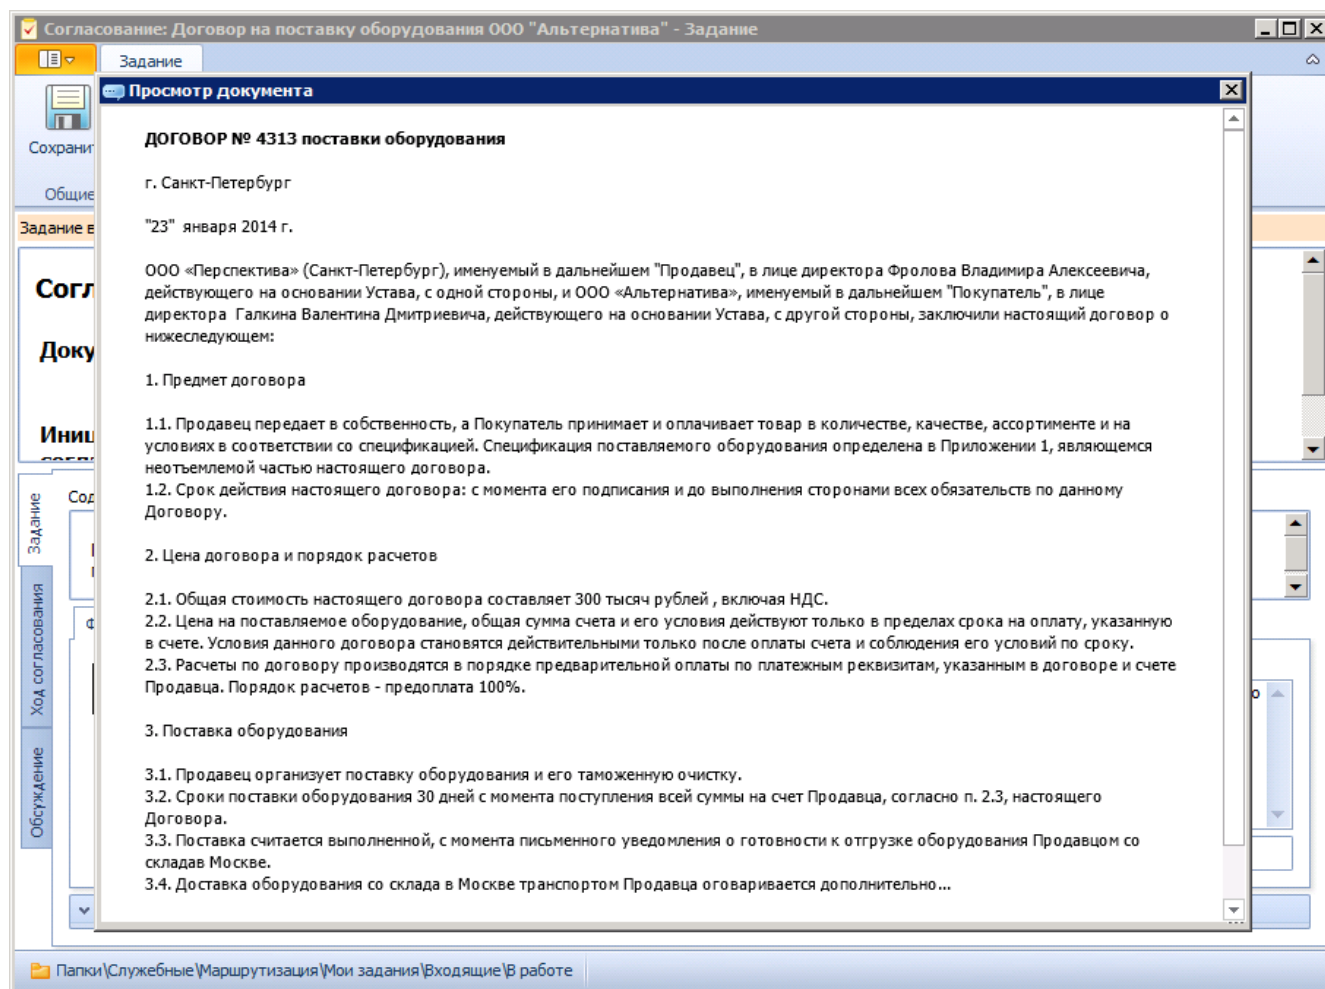 Согласование: Договор на поставку оборудования ООО "Альтернатива" - Задание
Задание
Просмотр документа
Общие
Задание в
ДОГОВОР № 4313 поставки оборудования
г. Санкт-Петербург
"23" января 2014 г.
ООО «Перспектива» (Санкт-Петербург), именуемый в дальнейшем "Продавец", в лице директора Фролова Владимира Алексеевича,
действующего на основании Устава, с одной стороны, и ООО «Альтернатива», именуемый в дальнейшем "Покупатель", в лице
директора Галкина Валентина Дмитриевича, действующего на основании Устава, с другой стороны, заключили настоящий договор о
нижеследующем:
1. Предмет договора
1.1. Продавец передает в собственность, а Покупатель принимает и оплачивает товар в количестве, качестве, ассортименте и на
условиях в соответствии со спецификацией. Спецификация поставляемого оборудования определена в Приложении 1, являющемся
неотъемлемой частью настоящего договора.
1.2. Срок действия настоящего договора: с момента его подписания и до выполнения сторонами всех обязательств по данному
Договору.
2. Цена договора и порядок расчетов
2.1. Общая стоимость настоящего договора составляет 300 тысяч рублей , включая НДС.
2.2. Цена на поставляемое оборудование, общая сумма счета и его условия действуют только в пределах срока на оплату, указанную
в счете. Условия данного договора становятся действительными только после оплаты счета и соблюдения его условий по сроку.
2.3. Расчеты по договору производятся в порядке предварительной оплаты по платежным реквизитам, указанным в договоре и счете
Продавца. Порядок расчетов - предоплата 100%.
3. Поставка оборудования
3.1. Продавец организует поставку оборудования и его таможенную очистку.
3.2. Сроки поставки оборудования 30 дней с момента поступления всей суммы на счет Продавца, согласно п. 2.3, настоящего
Договора.
3.3. Поставка считается выполненной, с момента письменного уведомления о готовности к отгрузке оборудования Продавцом со
складав Москве.
3.4. Доставка оборудования со склада в Москве транспортом Продавца оговаривается дополнительно...
Задание
Ход согласования
Обсуждение
Папки\Служебные\Маршрутизация\Мои задания\Входящие\В работе